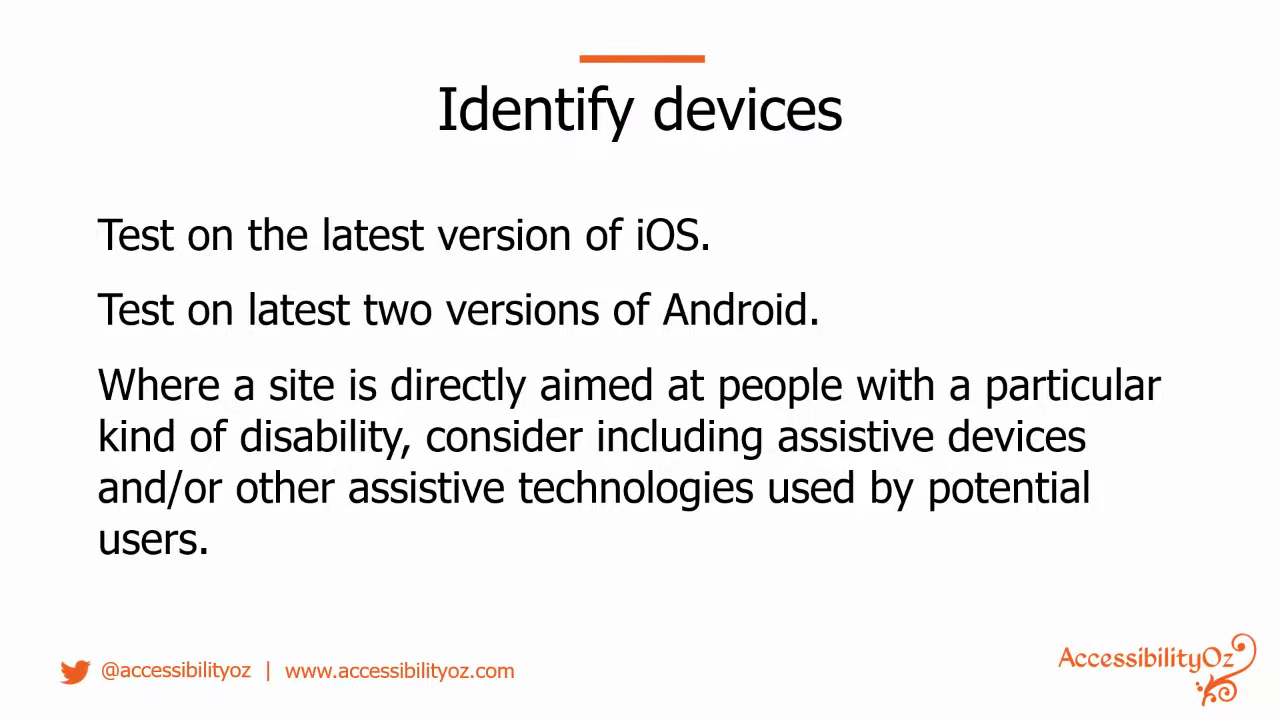 Identify devices
Test on the latest version of iOS.
Test on latest two versions of Android.
Where a site is directly aimed at people with a particular
kind of disability, consider including assistive devices
and/or other assistive technologies used by potential
users.
@accessibilityoz | www.accessibilityoz.com
AccessibilityOz